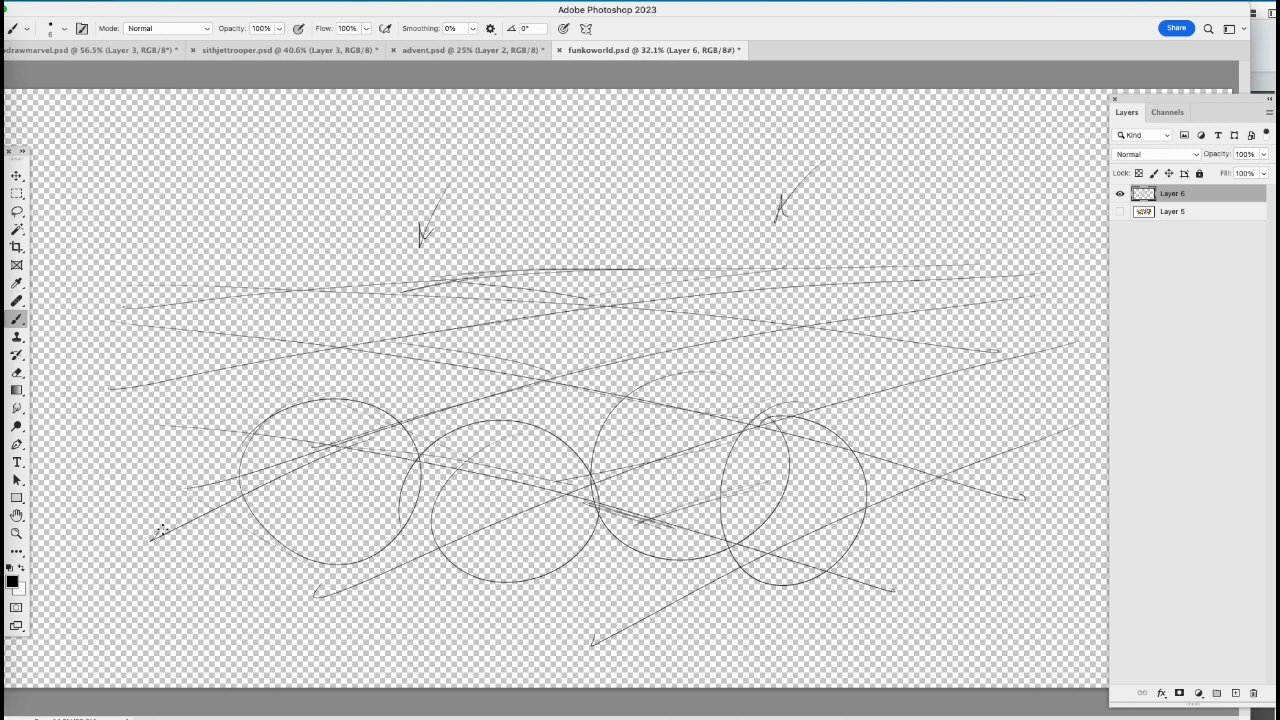 Adobe Photoshop 2023
6
Mode: Normal
Opacity: 100%
Flow: 100%
Smoothing: 0%
0°
Share
odrawmarvel.psd @ 56.5% (Layer 3, RGB/8*) *
sithjettrooper.psd @ 40.6% (Layer 3, RGB/8) *
advent.psd @ 25% (Layer 2, RGB/8) *
funkoworld.psd @ 32.1% (Layer 6, RGB/8#) *
Layers
Channels
Kind
Normal
Opacity: 100%
Lock:
Fill: 100%
Layer 6
Layer 5